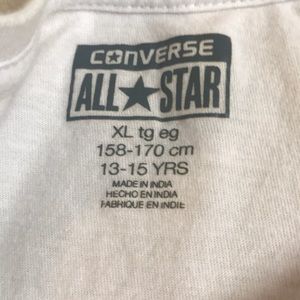 CONVERSE
ALL★STAR
XL tg eg
158-170 cm
13-15 YRS
MADE IN INDIA
HECHO EN INDIA
FABRIQUE EN INDE